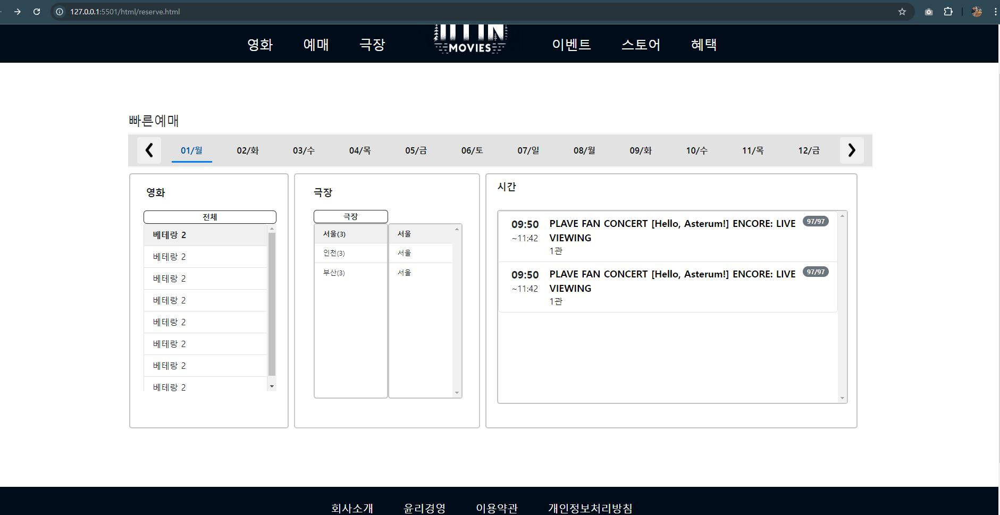 127.0.0.1:5501/html/reserve.html
영화 예매 극장 MOVIES 이벤트 스토어 혜택
빠른예매
01/월 02/화 03/수 04/목 05/금 06/토 07/일 08/월 09/화 10/수 11/목 12/금
영화
전체
베테랑 2
베테랑 2
베테랑 2
베테랑 2
베테랑 2
베테랑 2
베테랑 2
베테랑 2
극장
극장
서울(3)
인천(3)
부산(3)
서울
서울
서울
시간
09:50 PLAVE FAN CONCERT [Hello, Asterum!] ENCORE: LIVE 97/97
~11:42 VIEWING
1관
09:50 PLAVE FAN CONCERT [Hello, Asterum!] ENCORE: LIVE 97/97
~11:42 VIEWING
1관
회사소개 윤리경영 이용약관 개인정보처리방침